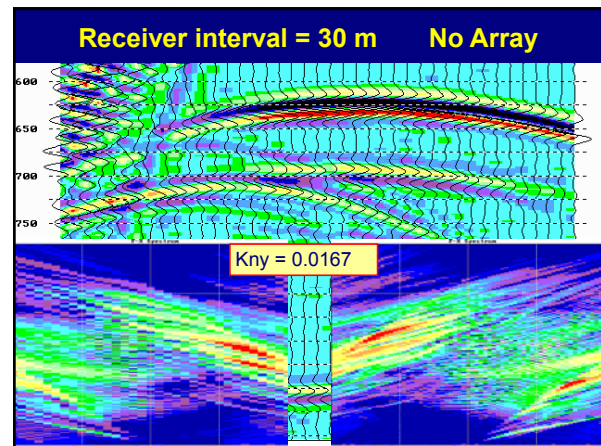 Receiver interval = 30 m No Array
600
650
700
750
Kny = 0.0167